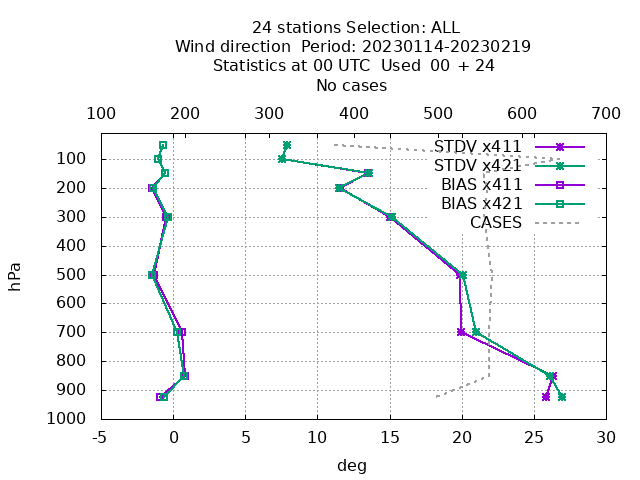 24 stations Selection: ALL
Wind direction  Period: 20230114-20230219
Statistics at 00 UTC  Used  00 + 24
No cases
100 200 300 400 500 600 700
STDV x411
STDV x421
BIAS x411
BIAS x421
CASES
hPa
100
200
300
400
500
600
700
800
900
1000
-5 0 5 10 15 20 25 30
deg